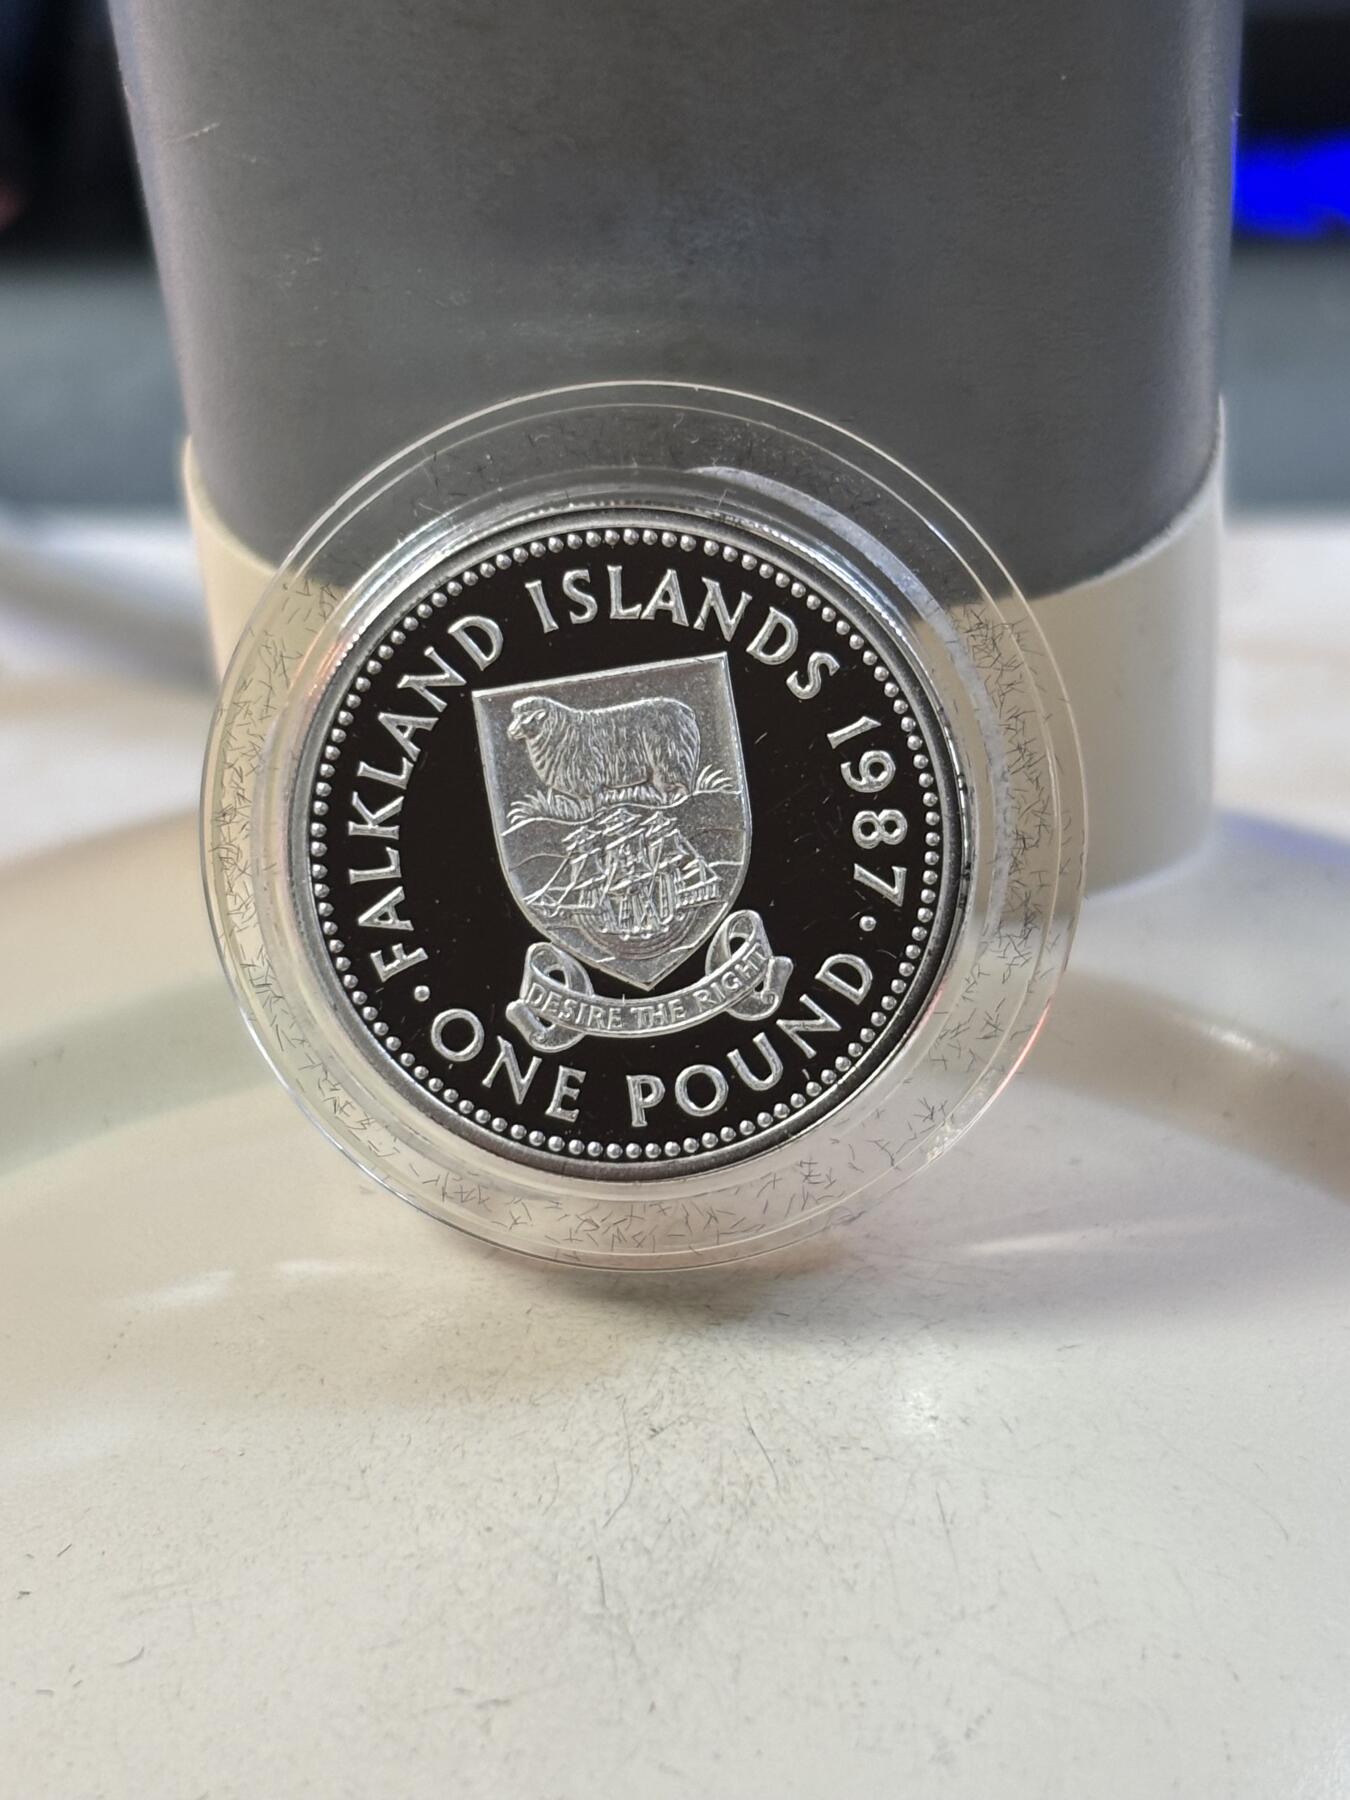 FALKLAND ISLANDS 1987
DESIRE THE RIGHT
ONE POUND